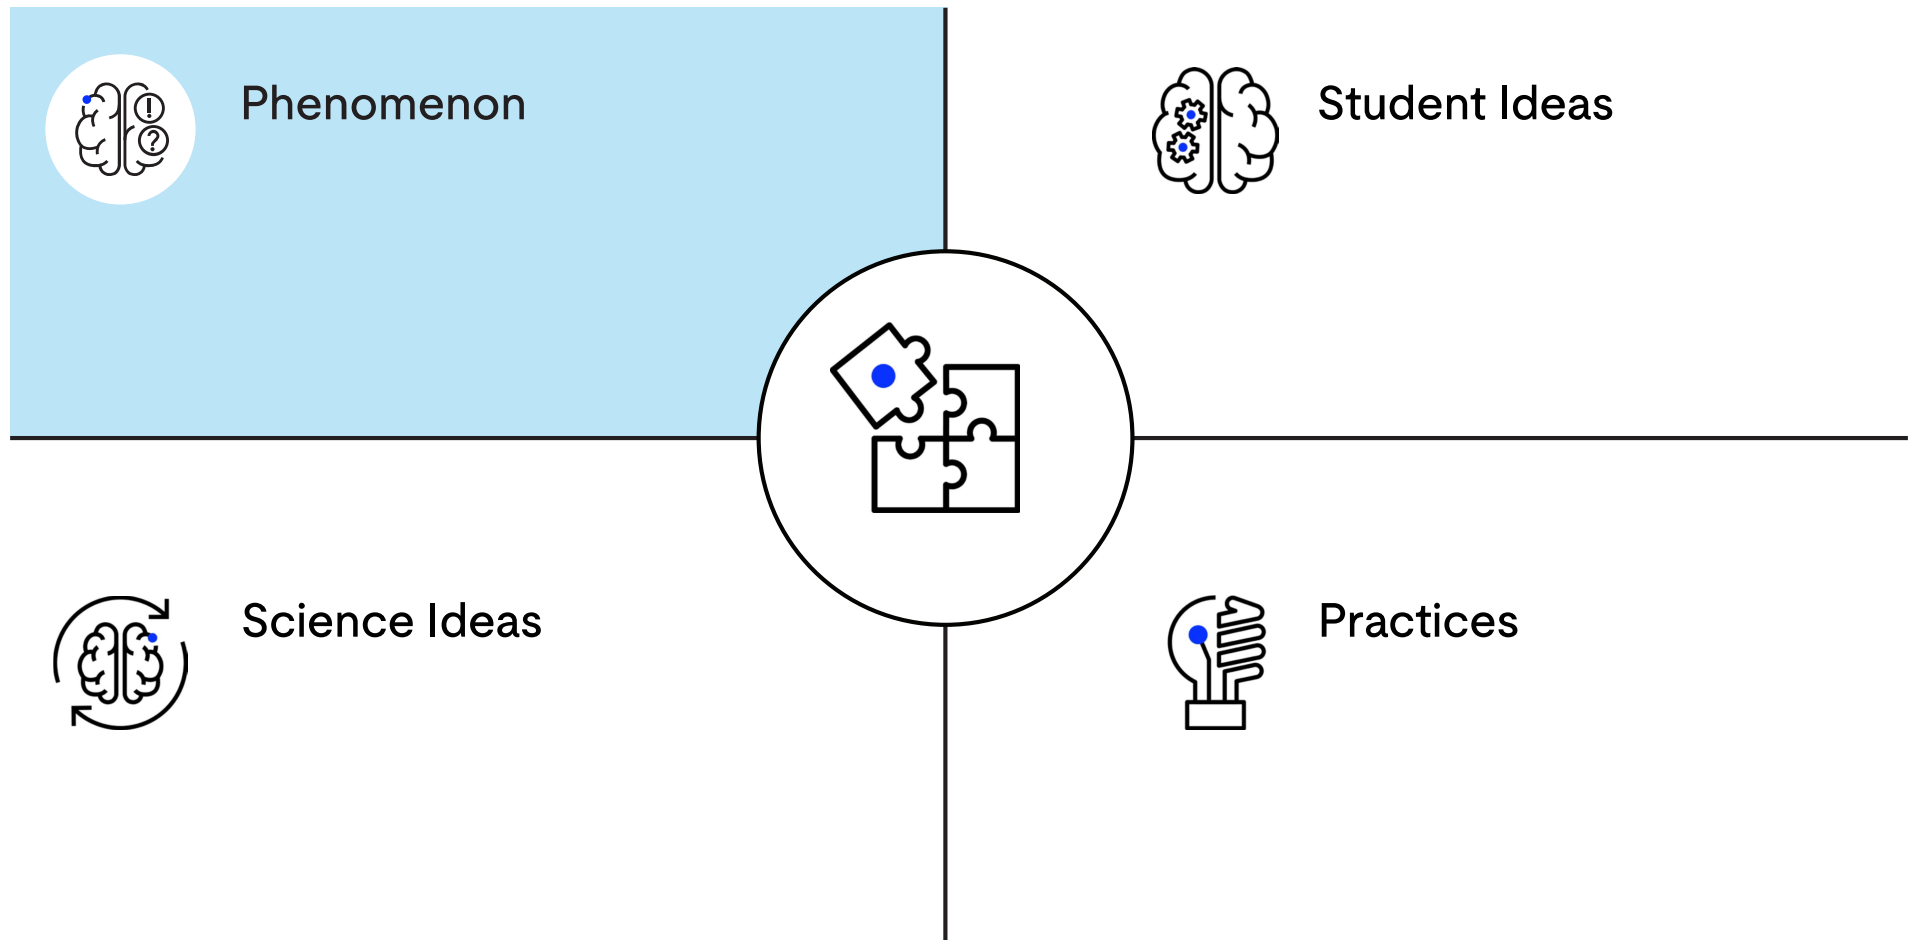 Phenomenon
Student Ideas
!
?
Science Ideas
Practices